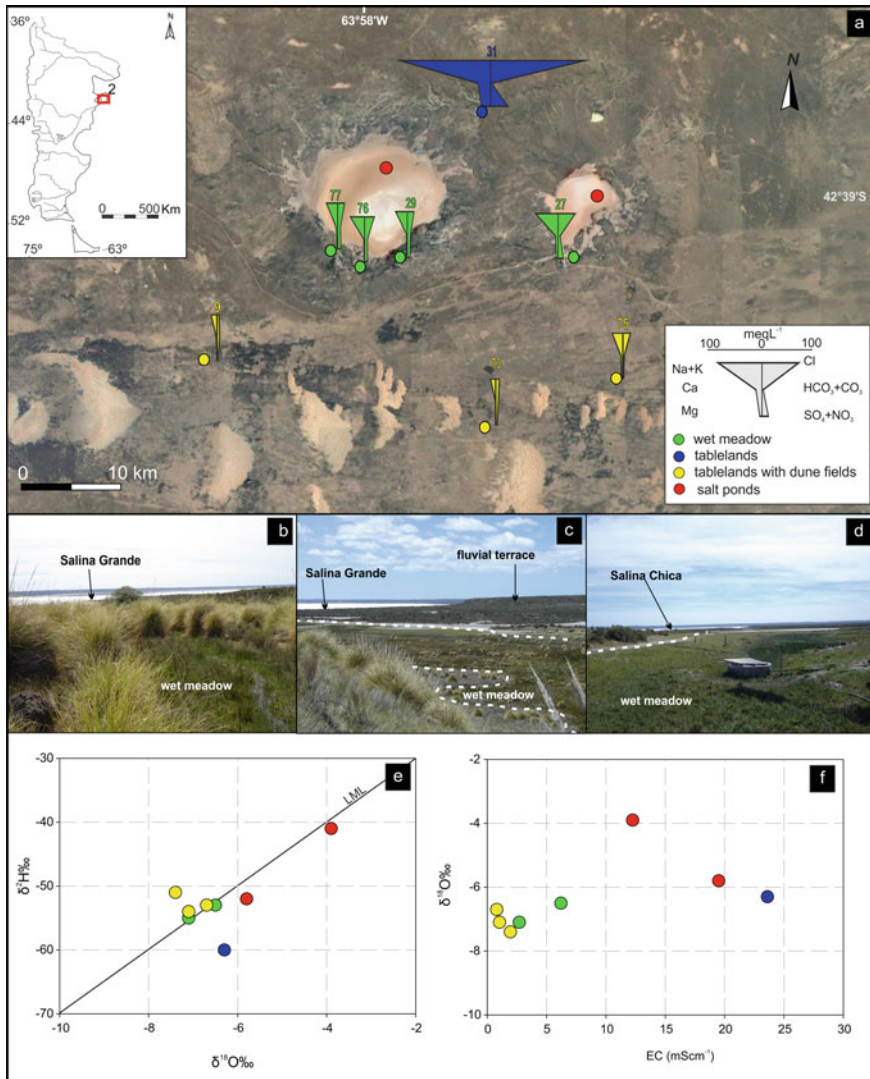 a
63°58'W
36°
44°
52°
75°
63°
2
0 500 Km
N
31
77
76
29
27
42°39'S
9
75
0 10 km
meqL⁻¹
100 0 100
Na+K
Ca
Mg
Cl
HCO₃+CO₃
SO₄+NO₃
wet meadow
tablelands
tablelands with dune fields
salt ponds
b
Salina Grande
wet meadow
c
Salina Grande
fluvial terrace
wet meadow
d
Salina Chica
wet meadow
e
LML
-30
-40
-50
-60
-70
δ²H‰
-10 -8 -6 -4 -2
δ¹⁸O‰
f
-2
-4
-6
-8
-10
δ¹⁸O‰
0 5 10 15 20 25 30
EC (mScm⁻¹)